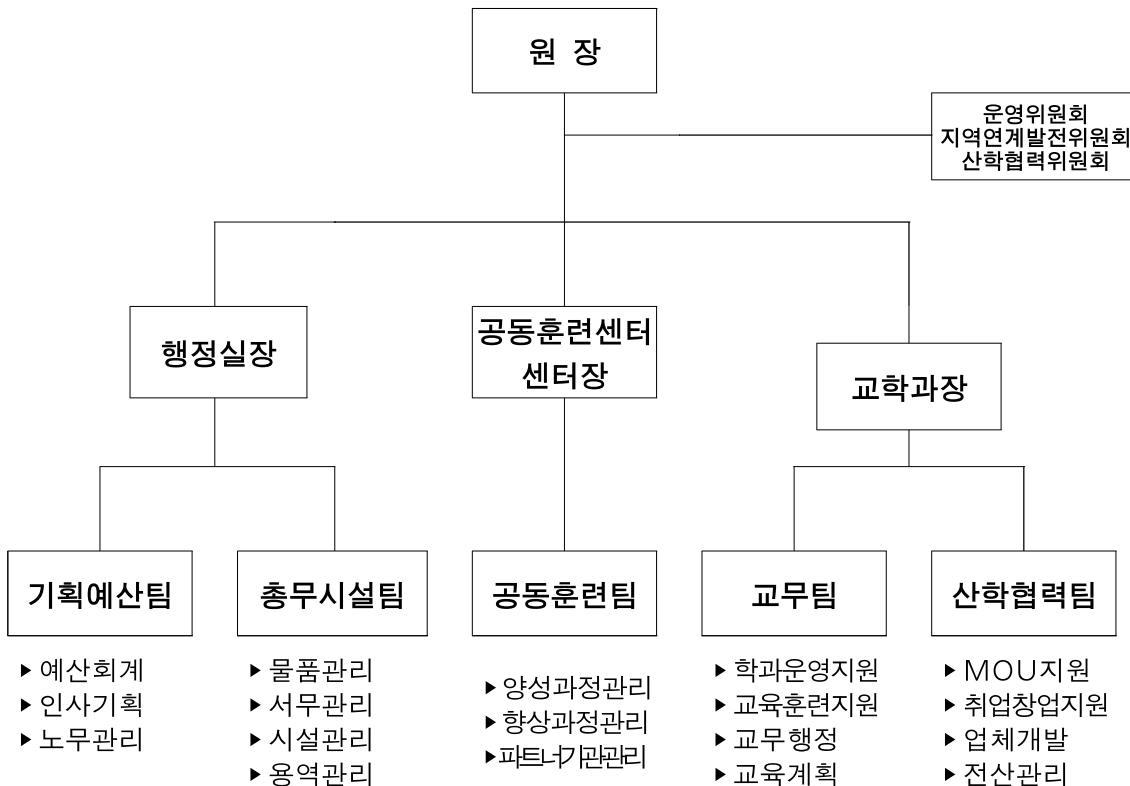 원 장
운영위원회
지역연계발전위원회
산학협력위원회
행정실장
공동훈련센터
센터장
교학과장
기획예산팀
총무시설팀
공동훈련팀
교무팀
산학협력팀
▶ 예산회계
▶ 인사기획
▶ 노무관리
▶ 물품관리
▶ 서무관리
▶ 시설관리
▶ 용역관리
▶ 양성과정관리
▶ 향상과정관리
▶ 파트너기관관리
▶ 학과운영지원
▶ 교육훈련지원
▶ 교무행정
▶ 교육계획
▶ MOU지원
▶ 취업창업지원
▶ 업체개발
▶ 전산관리